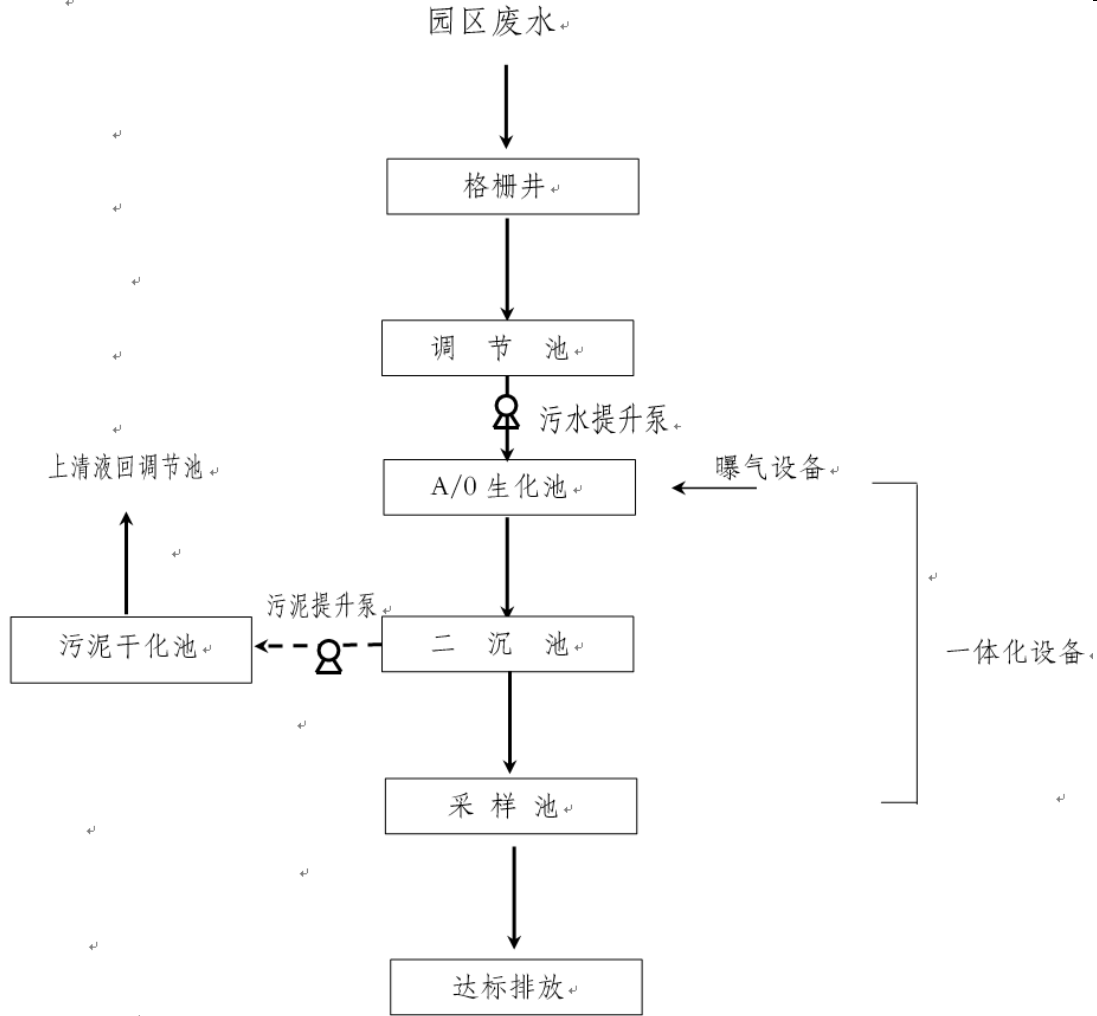 园区废水
格栅井
调 节 池
污水提升泵
上清液回调节池
曝气设备
A/O 生化池
污泥提升泵
污泥干化池
二 沉 池
一体化设备
采 样 池
达标排放